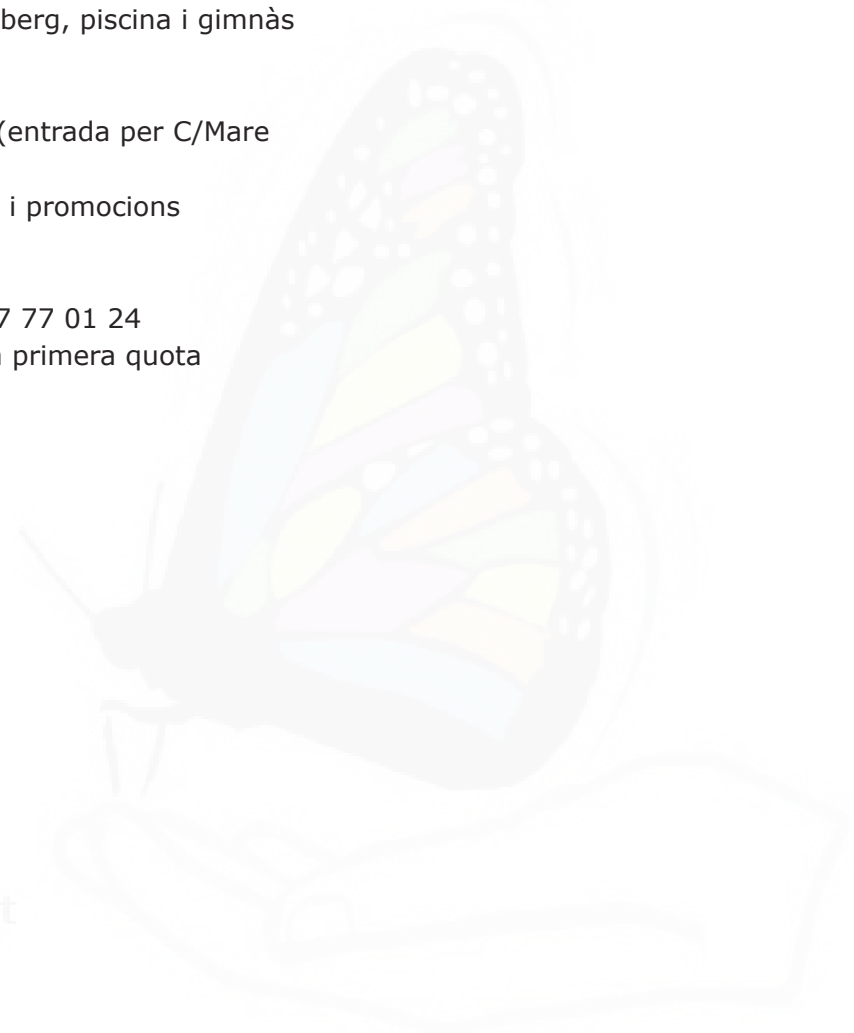 berg, piscina i gimnàs
(entrada per C/Mare
i promocions
7 77 01 24
primera quota
t